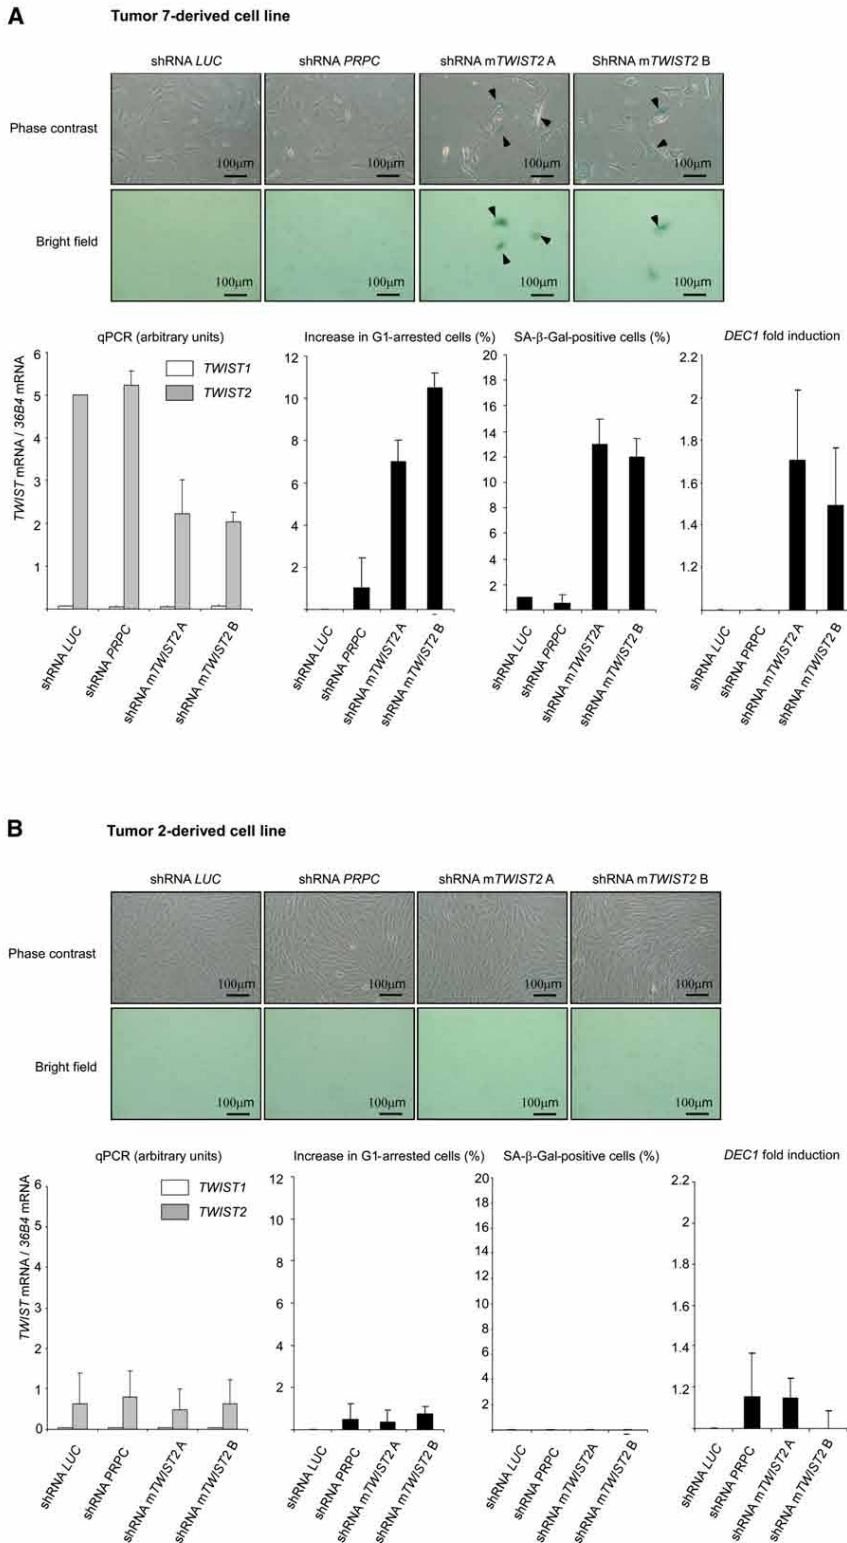 A
Tumor 7-derived cell line
shRNA LUC
shRNA PRPC
shRNA mTWIST2 A
ShRNA mTWIST2 B
Phase contrast
100µm
100µm
100µm
100µm
Bright field
100µm
100µm
100µm
100µm
qPCR (arbitrary units)
TWIST1
TWIST2
TWIST mRNA / 36B4 mRNA
6
5
4
3
2
1
0
shRNA LUC
shRNA PRPC
shRNA mTWIST2 A
shRNA mTWIST2 B
Increase in G1-arrested cells (%)
12
10
8
6
4
2
shRNA LUC
shRNA PRPC
shRNA mTWIST2 A
shRNA mTWIST2 B
SA-β-Gal-positive cells (%)
20
18
16
14
12
10
8
6
4
2
shRNA LUC
shRNA PRPC
shRNA mTWIST2A
shRNA mTWIST2 B
DEC1 fold induction
2.2
2
1.8
1.6
1.4
1.2
shRNA LUC
shRNA PRPC
shRNA mTWIST2 A
shRNA mTWIST2 B
B
Tumor 2-derived cell line
shRNA LUC
shRNA PRPC
shRNA mTWIST2 A
shRNA mTWIST2 B
Phase contrast
100µm
100µm
100µm
100µm
Bright field
100µm
100µm
100µm
100µm
qPCR (arbitrary units)
TWIST1
TWIST2
TWIST mRNA / 36B4 mRNA
6
5
4
3
2
1
0
shRNA LUC
shRNA PRPC
shRNA mTWIST2 A
shRNA mTWIST2 B
Increase in G1-arrested cells (%)
12
10
8
6
4
2
shRNA LUC
shRNA PRPC
shRNA mTWIST2 A
shRNA mTWIST2 B
SA-β-Gal-positive cells (%)
20
18
16
14
12
10
8
6
4
2
shRNA LUC
shRNA PRPC
shRNA mTWIST2A
shRNA mTWIST2 B
DEC1 fold induction
2.2
2
1.8
1.6
1.4
1.2
shRNA LUC
shRNA PRPC
shRNA mTWIST2 A
shRNA mTWIST2 B